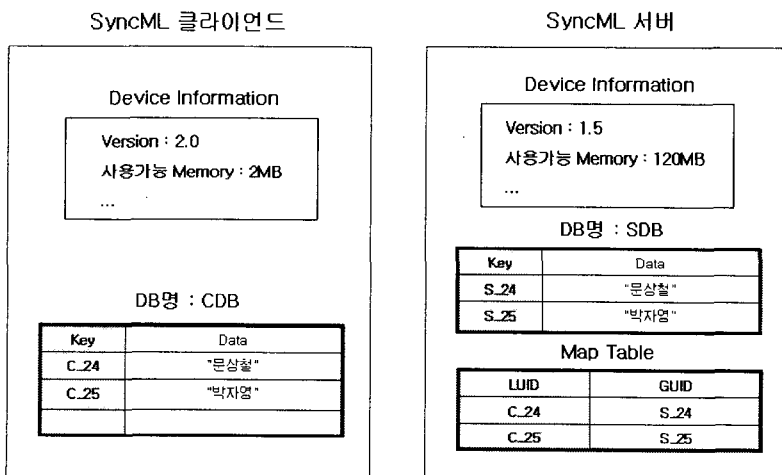 SyncML 클라이언드
Device Information
Version : 2.0
사용가능 Memory : 2MB
...
DB명 : CDB
Key Data
C_24 "문상철"
C_25 "박자영"
SyncML 서버
Device Information
Version : 1.5
사용가능 Memory : 120MB
...
DB명 : SDB
Key Data
S_24 "문상철"
S_25 "박자영"
Map Table
LUID GUID
C_24 S_24
C_25 S_25